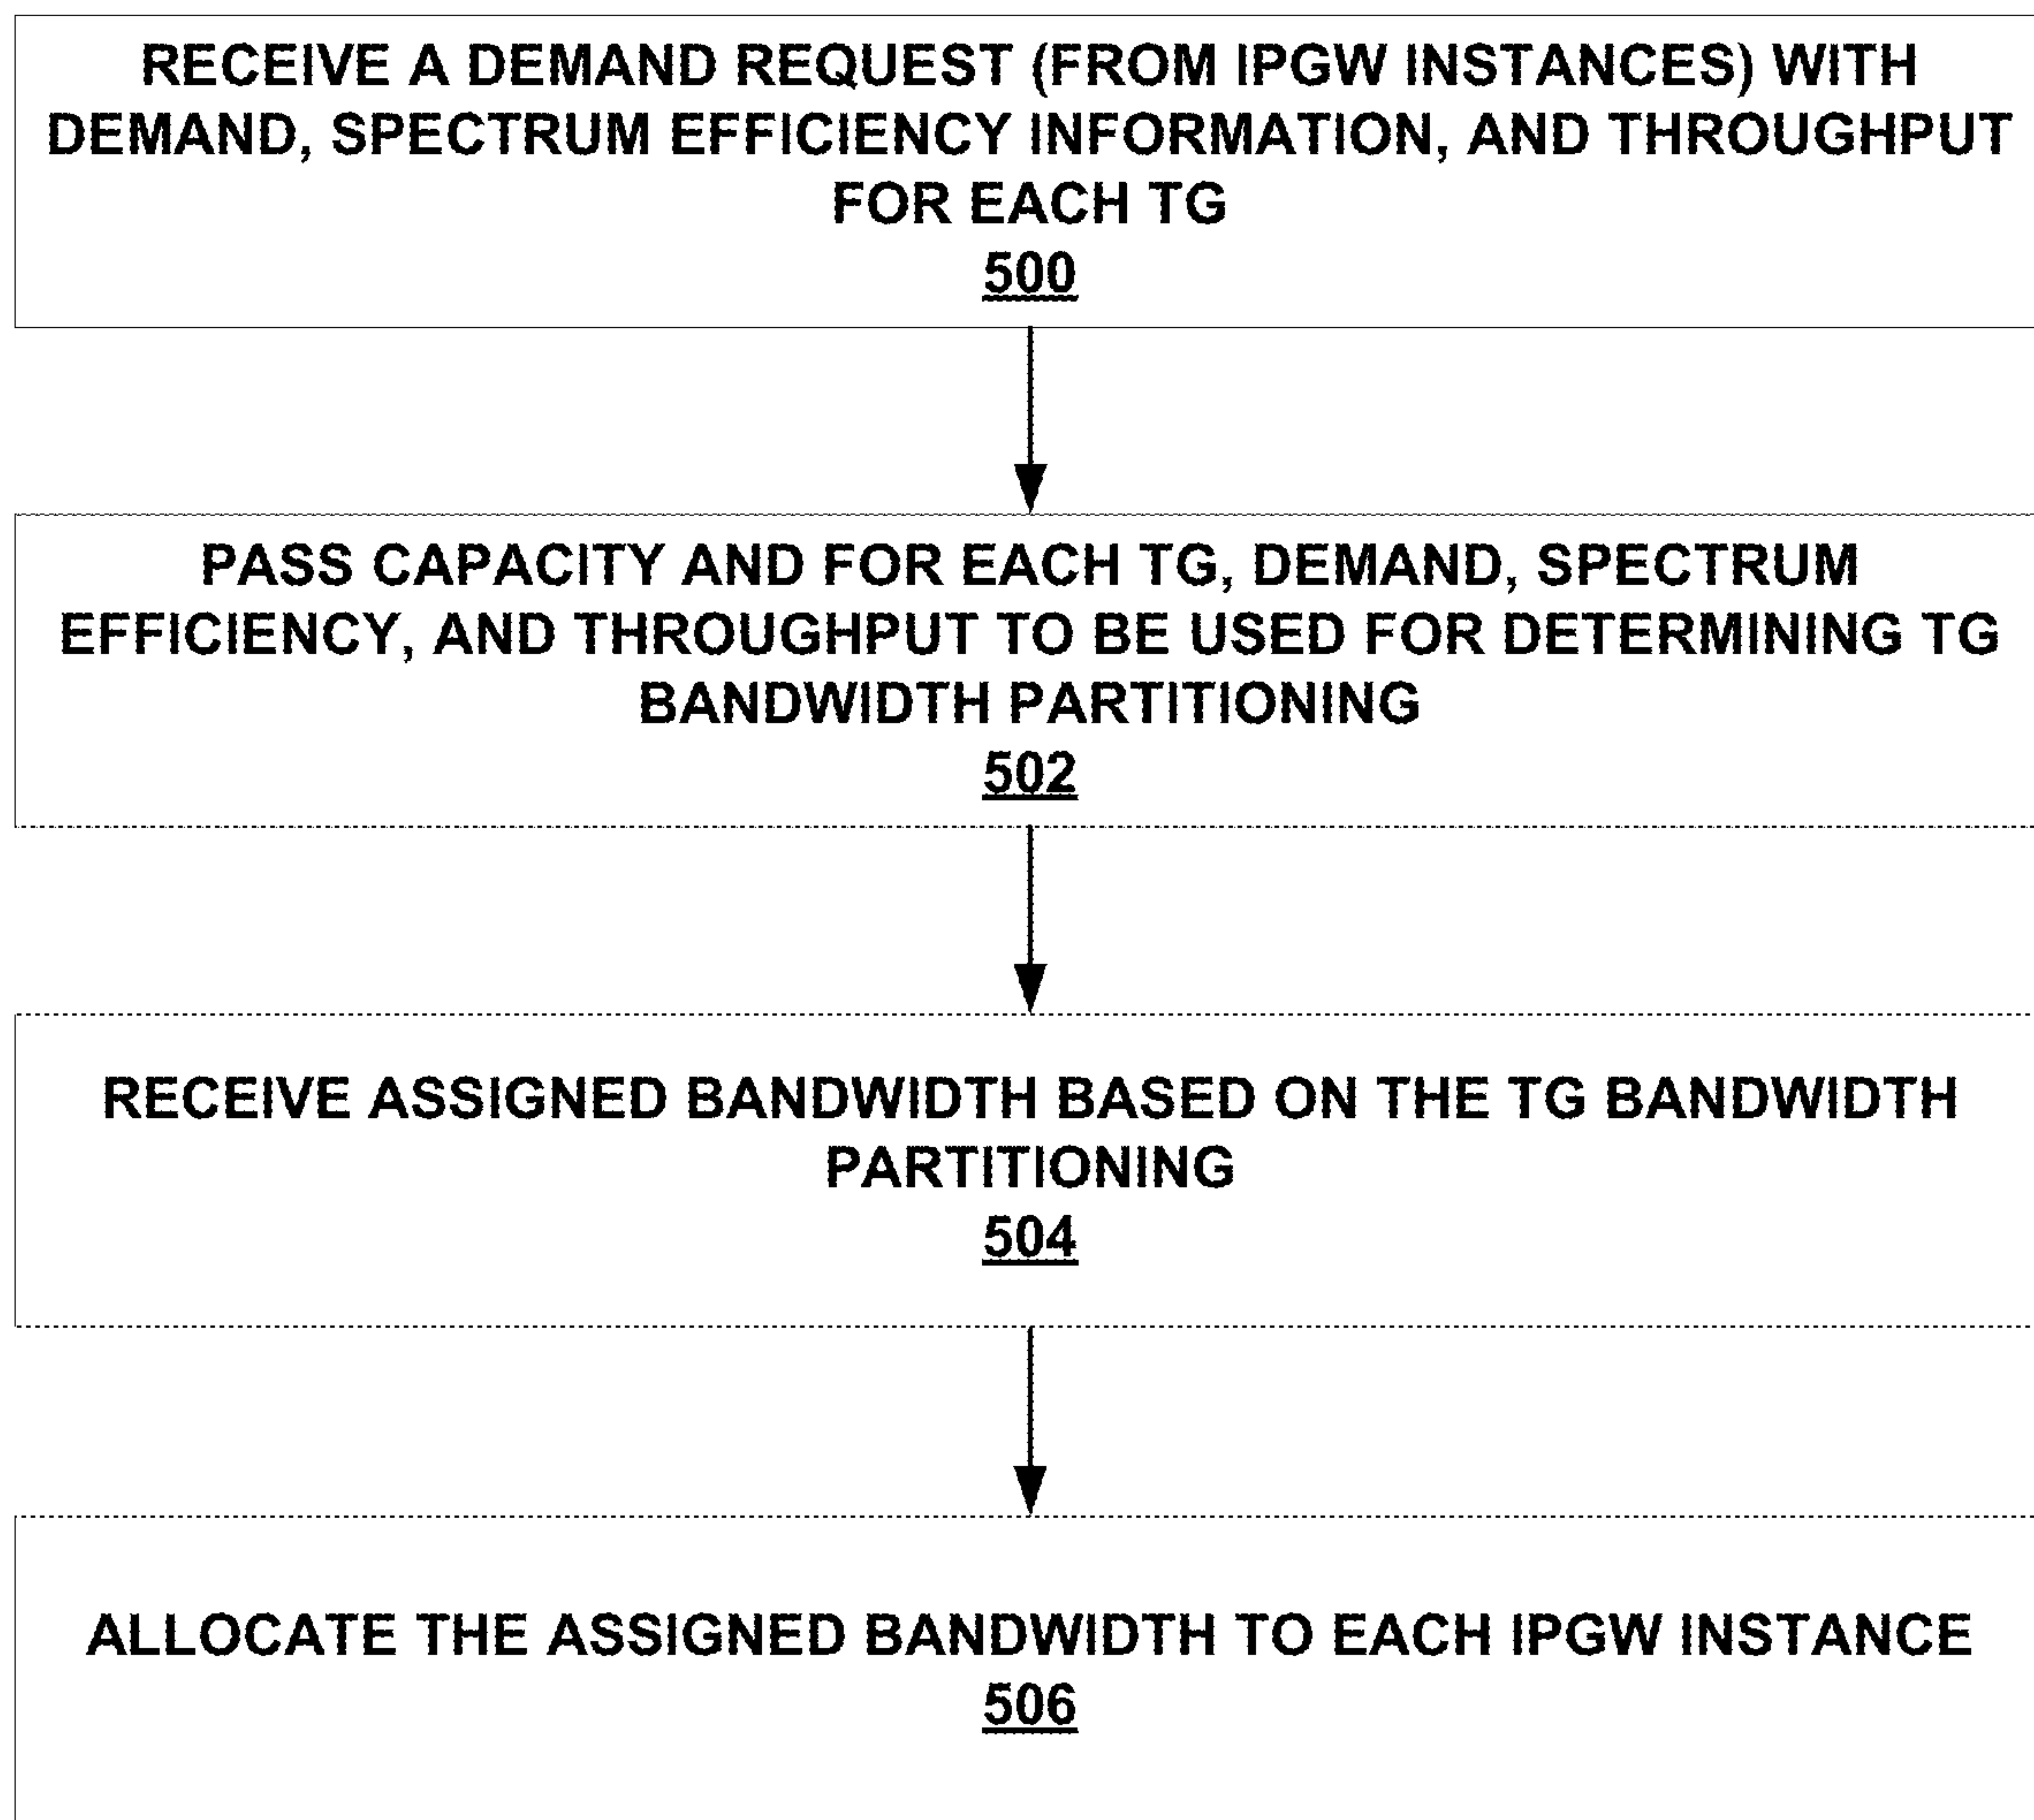 RECEIVE A DEMAND REQUEST (FROM IPGW INSTANCES) WITH
DEMAND, SPECTRUM EFFICIENCY INFORMATION, AND THROUGHPUT
FOR EACH TG
500
PASS CAPACITY AND FOR EACH TG, DEMAND, SPECTRUM
EFFICIENCY, AND THROUGHPUT TO BE USED FOR DETERMINING TG
BANDWIDTH PARTITIONING
502
RECEIVE ASSIGNED BANDWIDTH BASED ON THE TG BANDWIDTH
PARTITIONING
504
ALLOCATE THE ASSIGNED BANDWIDTH TO EACH IPGW INSTANCE
506